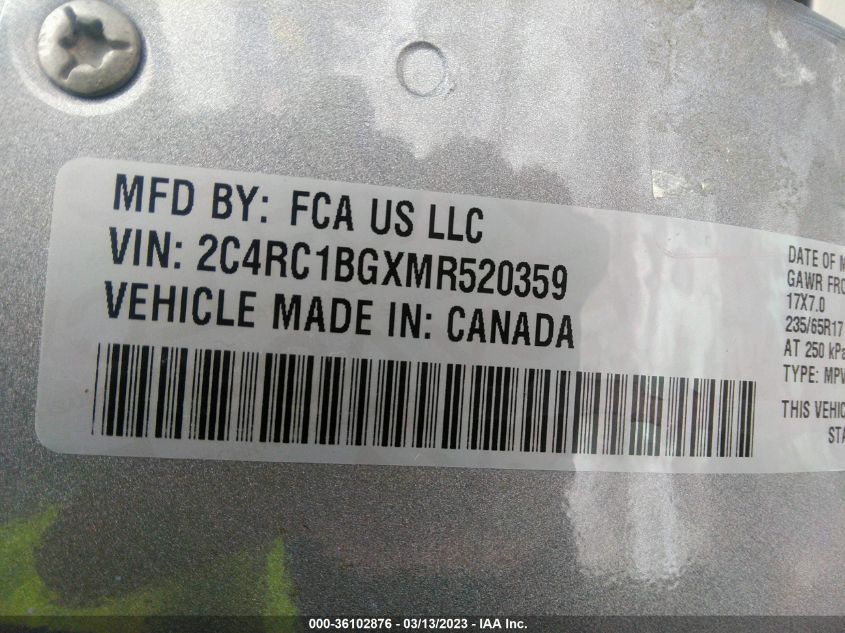 MFD BY: FCA US LLC
VIN: 2C4RC1BGXMR520359
VEHICLE MADE IN: CANADA
DATE OF M
GAWR FRO
17X7.0
235/65R17
AT 250 kPa
TYPE: MPV
THIS VEHIC
STA
000-36102876 - 03/13/2023 - IAA Inc.